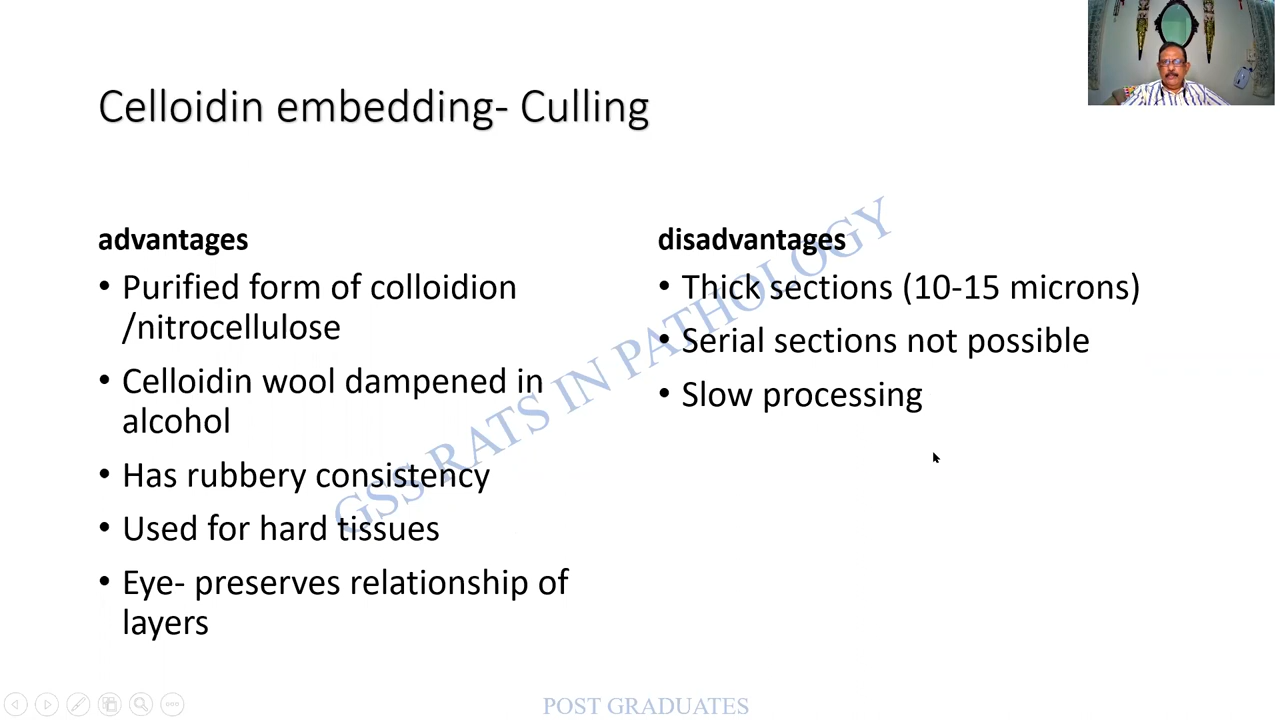 Celloidin embedding- Culling
advantages
• Purified form of colloidion
/nitrocellulose
• Celloidin wool dampened in
alcohol
• Has rubbery consistency
• Used for hard tissues
• Eye- preserves relationship of
layers
disadvantages
• Thick sections (10-15 microns)
• Serial sections not possible
• Slow processing
GSS RATS IN PATHOLOGY
POST GRADUATES